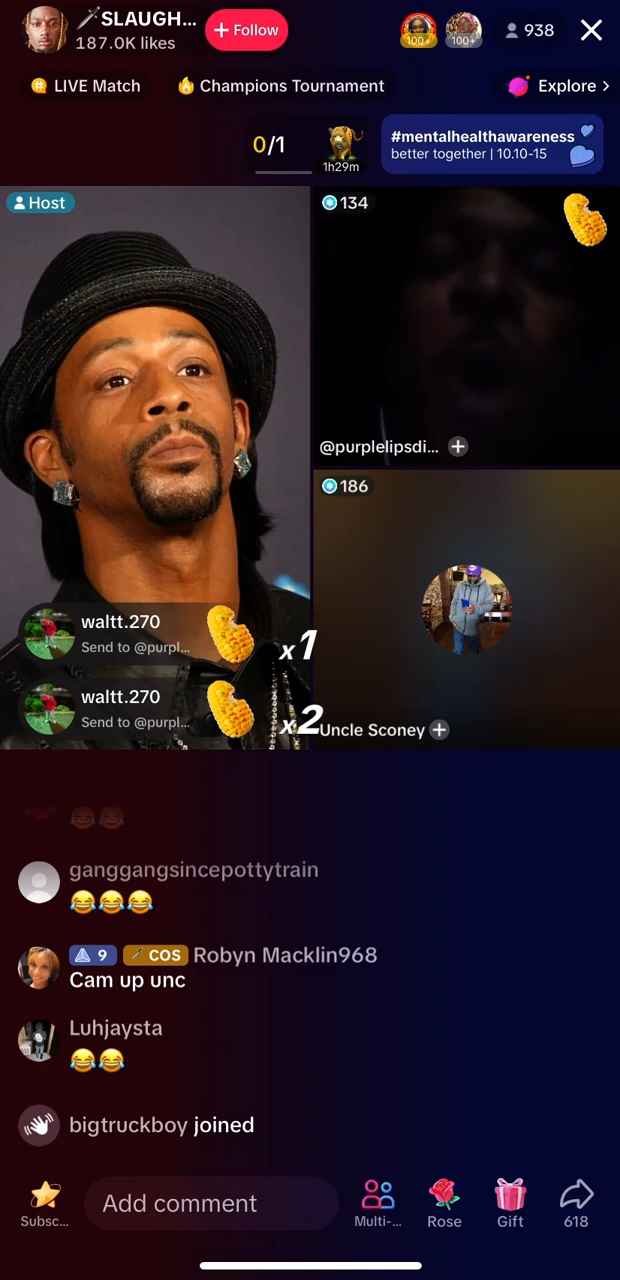 SLAUGH...
187.0K likes
+ Follow
100+
100+
938
LIVE Match
Champions Tournament
Explore >
0/1
1h29m
#mentalhealthawareness
better together | 10.10-15
Host
134
@purplelipsdi...
186
waltt.270
Send to @purpl...
x1
waltt.270
Send to @purpl...
x2
Uncle Sconey
😂😂
ganggangsincepottytrain
😂😂😂
9 COS Robyn Macklin968
Cam up unc
Luhjaysta
😂😂
bigtruckboy joined
Subsc...
Add comment
Multi-...
Rose
Gift
618